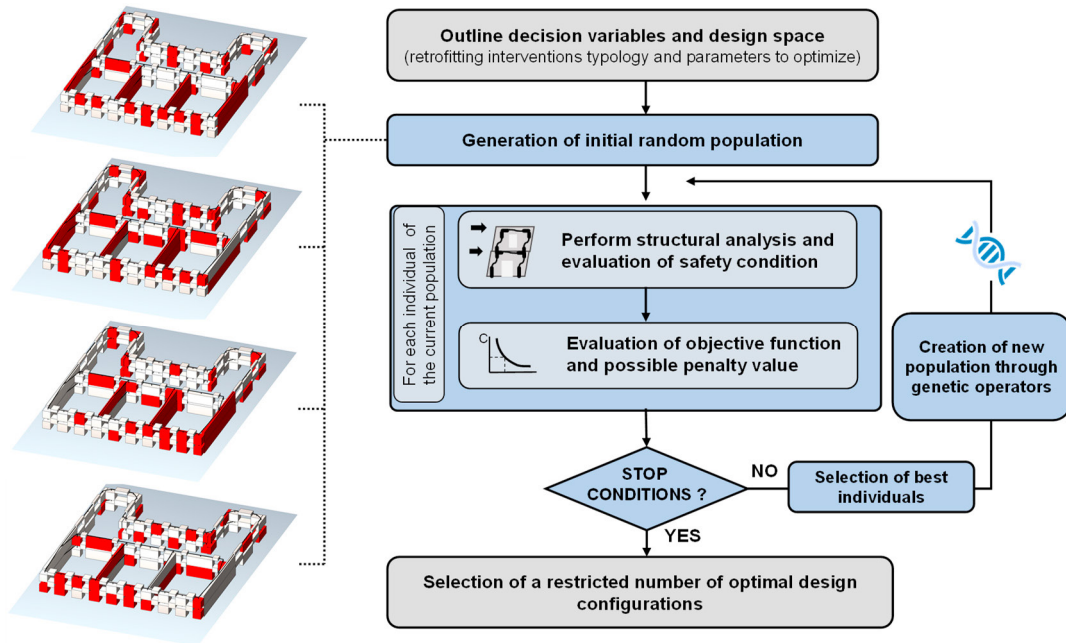 Outline decision variables and design space
(retrofitting interventions typology and parameters to optimize)
Generation of initial random population
For each individual of
the current population
Perform structural analysis and
evaluation of safety condition
C
Evaluation of objective function
and possible penalty value
Creation of new
population through
genetic operators
STOP
CONDITIONS ?
NO
Selection of best
individuals
YES
Selection of a restricted number of optimal design
configurations